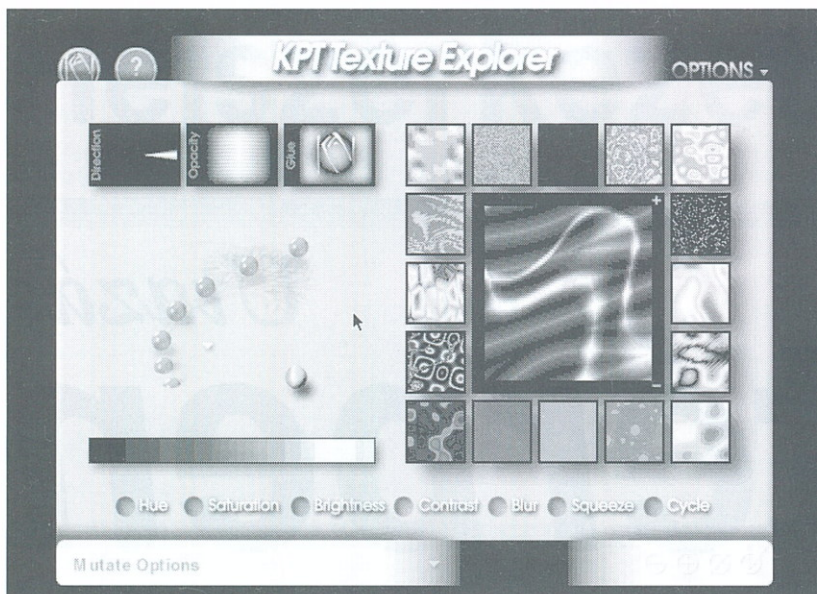 KPT Texture Explorer
?
OPTIONS
Direction
Opacity
Glue
+
−
Hue Saturation Brightness Contrast Blur Squeeze Cycle
Mutate Options